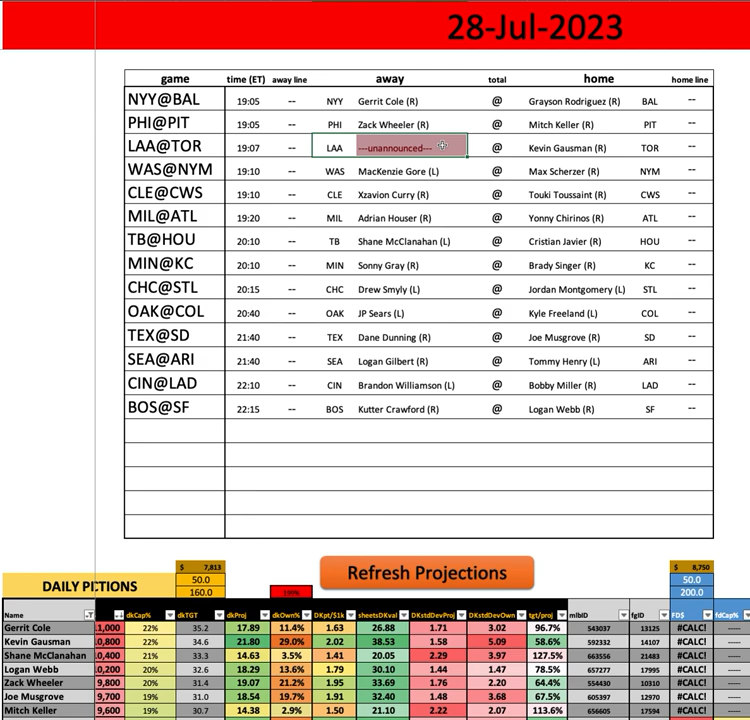 28-Jul-2023
game time (ET) away line away total home home line
NYY@BAL 19:05 -- NYY Gerrit Cole (R) @ Grayson Rodriguez (R) BAL --
PHI@PIT 19:05 -- PHI Zack Wheeler (R) @ Mitch Keller (R) PIT --
LAA@TOR 19:07 -- LAA ---unannounced--- @ Kevin Gausman (R) TOR --
WAS@NYM 19:10 -- WAS MacKenzie Gore (L) @ Max Scherzer (R) NYM --
CLE@CWS 19:10 -- CLE Xzavion Curry (R) @ Touki Toussaint (R) CWS --
MIL@ATL 19:20 -- MIL Adrian Houser (R) @ Yonny Chirinos (R) ATL --
TB@HOU 20:10 -- TB Shane McClanahan (L) @ Cristian Javier (R) HOU --
MIN@KC 20:10 -- MIN Sonny Gray (R) @ Brady Singer (R) KC --
CHC@STL 20:15 -- CHC Drew Smyly (L) @ Jordan Montgomery (L) STL --
OAK@COL 20:40 -- OAK JP Sears (L) @ Kyle Freeland (L) COL --
TEX@SD 21:40 -- TEX Dane Dunning (R) @ Joe Musgrove (R) SD --
SEA@ARI 21:40 -- SEA Logan Gilbert (R) @ Tommy Henry (L) ARI --
CIN@LAD 22:10 -- CIN Brandon Williamson (L) @ Bobby Miller (R) LAD --
BOS@SF 22:15 -- BOS Kutter Crawford (R) @ Logan Webb (R) SF --
$ 7,813 Refresh Projections $ 8,750
DAILY P CTIONS 50.0 50.0
160.0 199% 200.0
Name dkCap% dkTGT dkProj dkOwn% DKpt/$1k sheetsDKval DKstdDevProj DKstdDevOwn tgt/proj mlbID fgID FD$ fdCap%
Gerrit Cole 1,000 22% 35.2 17.89 11.4% 1.63 26.88 1.71 3.02 96.7% 543037 13125 #CALC! -----
Kevin Gausman 0,800 22% 34.6 21.80 29.0% 2.02 38.53 1.58 5.09 58.6% 592332 14107 #CALC! -----
Shane McClanahan 0,400 21% 33.3 14.63 3.5% 1.41 20.05 2.29 3.97 127.5% 663556 21483 #CALC! -----
Logan Webb 0,200 20% 32.6 18.29 13.6% 1.79 30.10 1.44 1.47 78.5% 657277 17995 #CALC! -----
Zack Wheeler 9,800 20% 31.4 19.07 21.2% 1.95 33.69 1.76 2.20 64.4% 554430 10310 #CALC! -----
Joe Musgrove 9,700 19% 31.0 18.54 19.7% 1.91 32.40 1.48 3.68 67.5% 605397 12970 #CALC! -----
Mitch Keller 9,600 19% 30.7 14.38 2.9% 1.50 21.10 2.22 2.07 113.6% 656605 17594 #CALC! -----